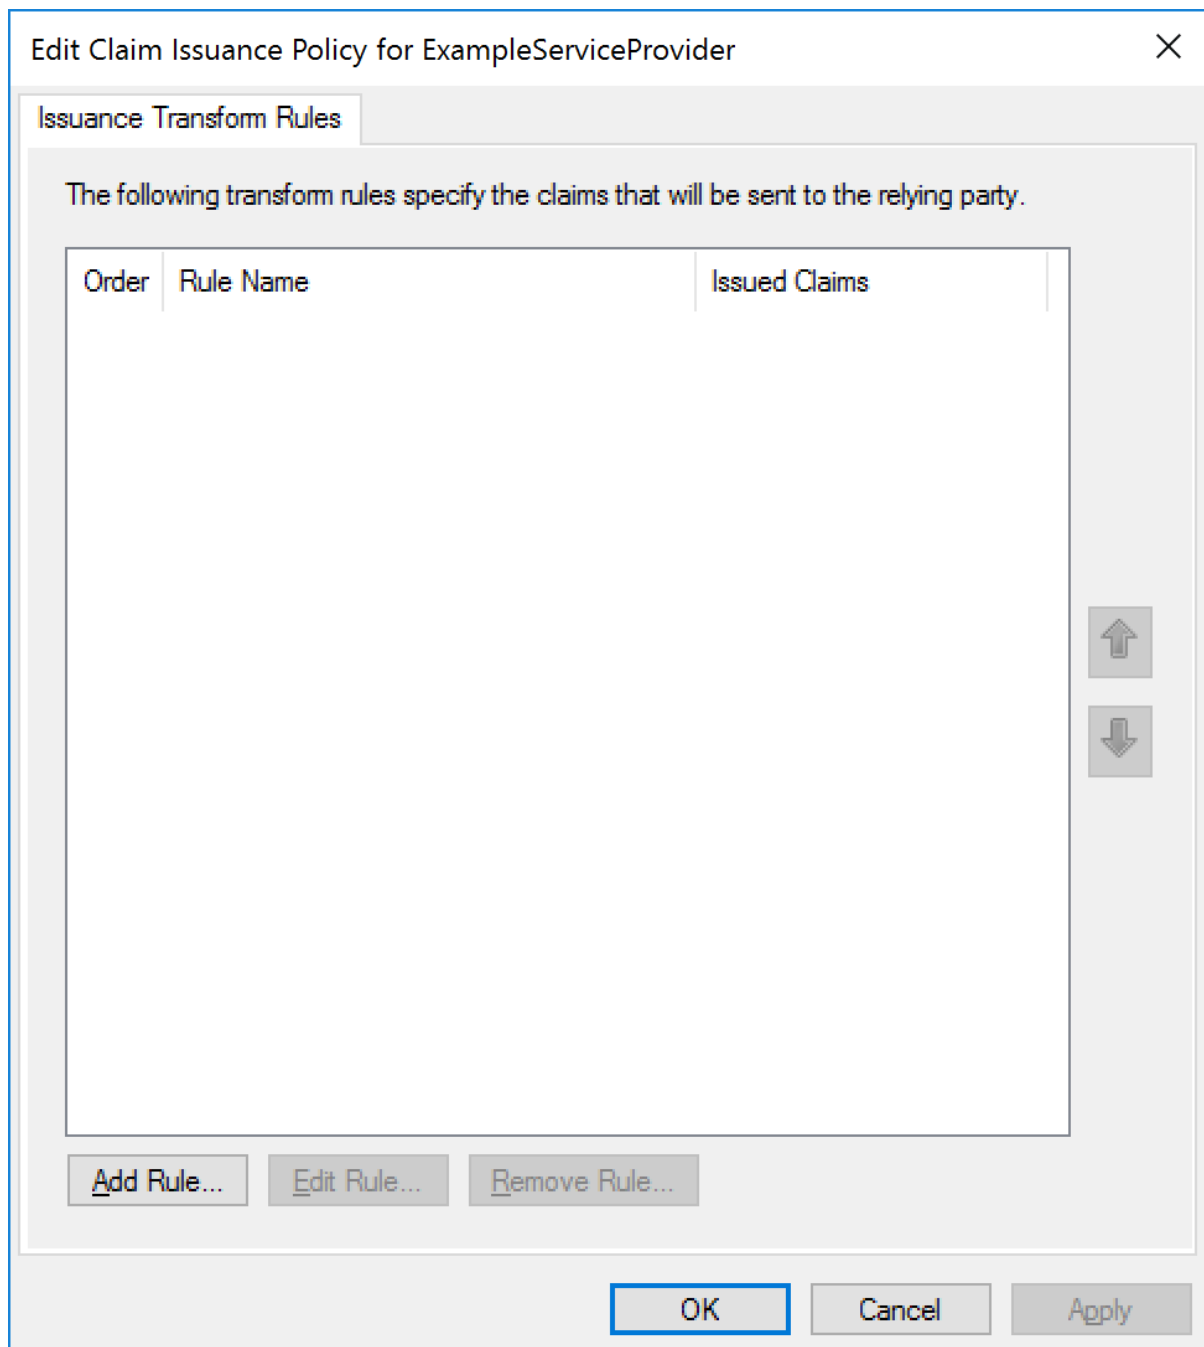 Edit Claim Issuance Policy for ExampleServiceProvider
Issuance Transform Rules
The following transform rules specify the claims that will be sent to the relying party.
Order Rule Name Issued Claims
Add Rule... Edit Rule... Remove Rule...
OK Cancel Apply